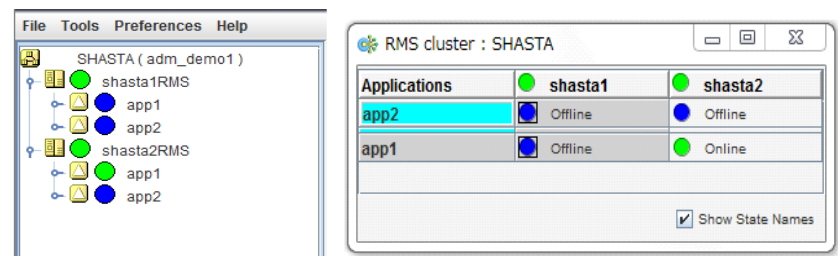 File Tools Preferences Help
SHASTA ( adm_demo1 )
shasta1RMS
app1
app2
shasta2RMS
app1
app2
RMS cluster : SHASTA
Applications shasta1 shasta2
app2 Offline Offline
app1 Offline Online
Show State Names